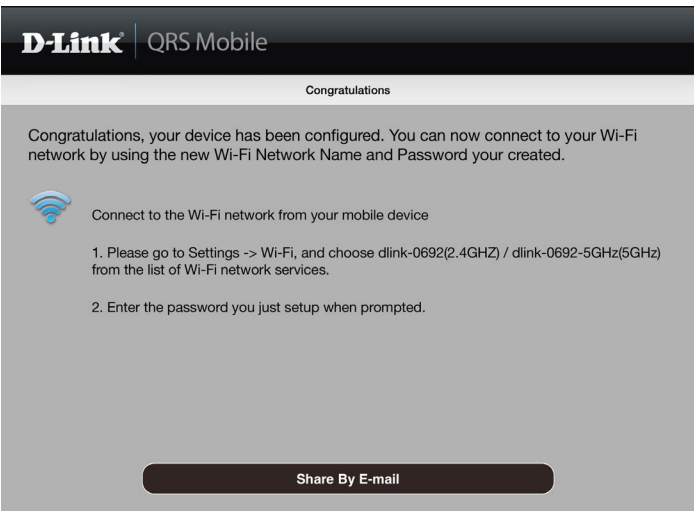 D-Link QRS Mobile
Congratulations
Congratulations, your device has been configured. You can now connect to your Wi-Fi
network by using the new Wi-Fi Network Name and Password your created.
Connect to the Wi-Fi network from your mobile device
1. Please go to Settings -> Wi-Fi, and choose dlink-0692(2.4GHZ) / dlink-0692-5GHz(5GHz)
from the list of Wi-Fi network services.
2. Enter the password you just setup when prompted.
Share By E-mail